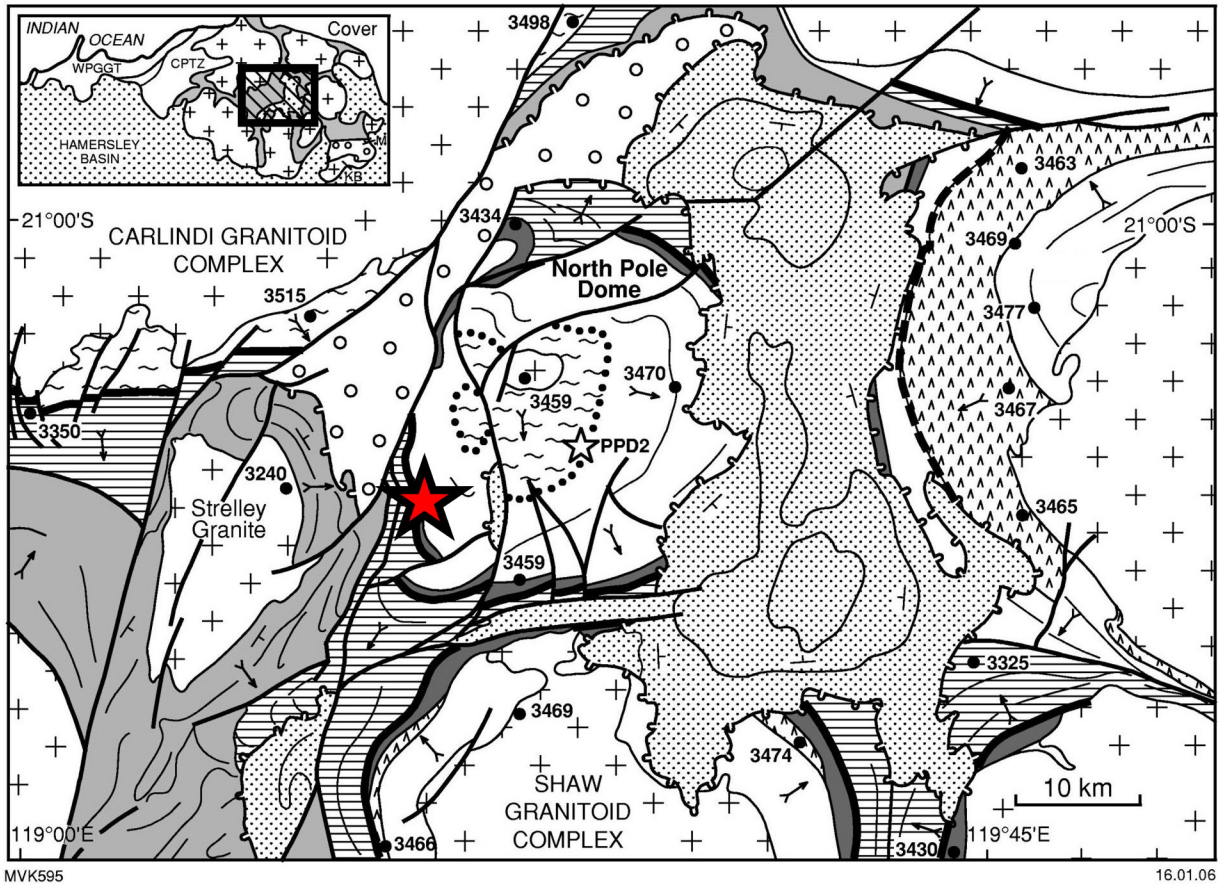 INDIAN
OCEAN
Cover
WPGGT
CPTZ
HAMERSLEY
BASIN
M
KB
3498
3463
21°00'S
3434
21°00'S
CARLINDI GRANITOID
COMPLEX
3469
North Pole
Dome
3515
3477
3470
3459
3467
3350
PPD2
3240
Strelley
Granite
3465
3459
3325
3469
3474
SHAW
GRANITOID
COMPLEX
10 km
119°00'E
119°45'E
3466
3430
MVK595
16.01.06